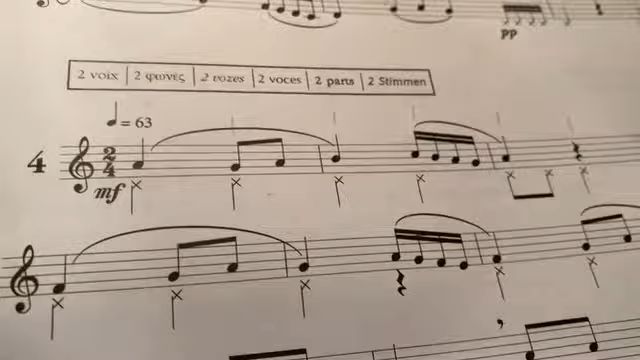 pp
2 voix | 2 φωνές | 2 vozes | 2 voces | 2 parts | 2 Stimmen
= 63
4
2
4
mf